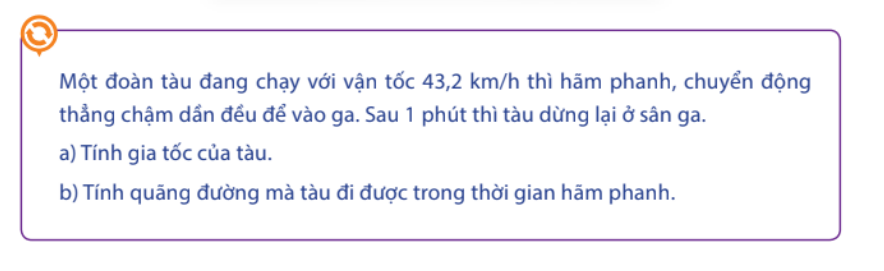 Một đoàn tàu đang chạy với vận tốc 43,2 km/h thì hãm phanh, chuyển động
thẳng chậm dần đều để vào ga. Sau 1 phút thì tàu dừng lại ở sân ga.
a) Tính gia tốc của tàu.
b) Tính quãng đường mà tàu đi được trong thời gian hãm phanh.